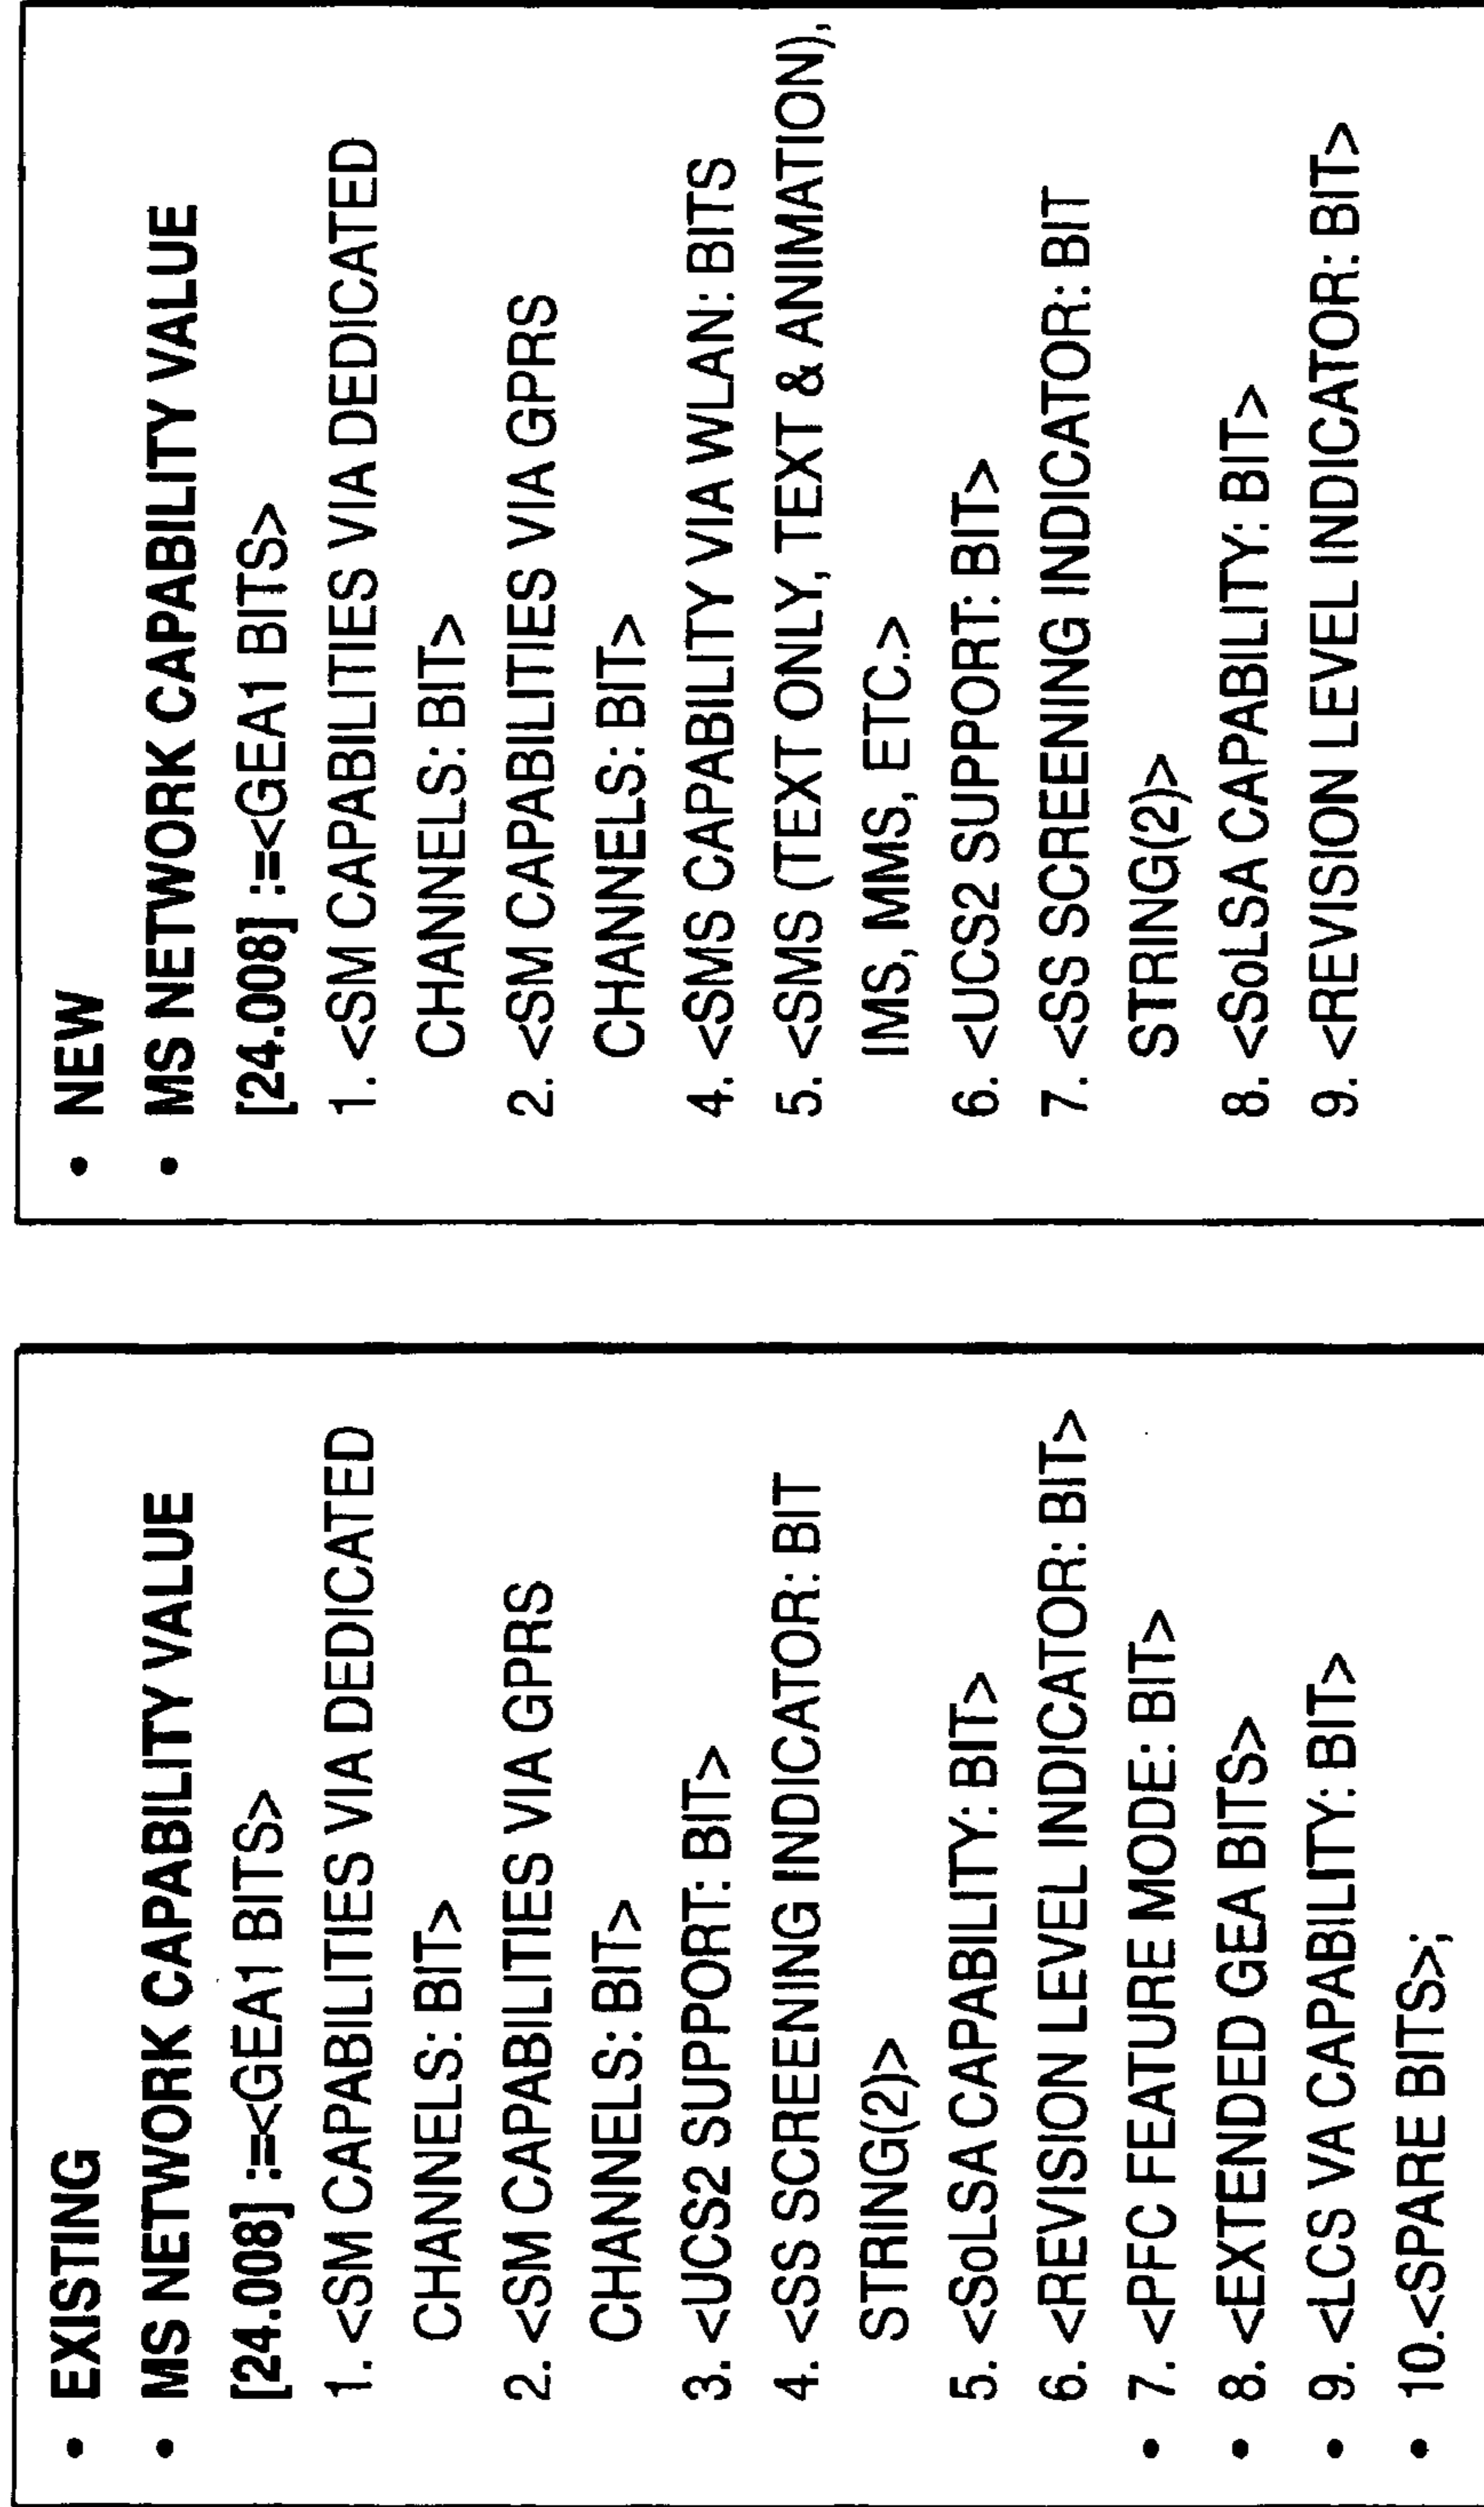 • EXISTING
• MS NETWORK CAPABILITY VALUE
[24.008] :=<GEA1 BITS>
1. <SM CAPABILITIES VIA DEDICATED
CHANNELS: BIT>
2. <SM CAPABILITIES VIA GPRS
CHANNELS: BIT>
3. <UCS2 SUPPORT: BIT>
4. <SS SCREENING INDICATOR: BIT
STRING(2)>
5. <SoLSA CAPABILITY: BIT>
6. <REVISION LEVEL INDICATOR: BIT>
• 7. <PFC FEATURE MODE: BIT>
• 8. <EXTENDED GEA BITS>
• 9. <LCS VA CAPABILITY: BIT>
• 10.<SPARE BITS>;
• NEW
• MS NETWORK CAPABILITY VALUE
[24.008] :=<GEA1 BITS>
1. <SM CAPABILITIES VIA DEDICATED
CHANNELS: BIT>
2. <SM CAPABILITIES VIA GPRS
CHANNELS: BIT>
4. <SMS CAPABILITY VIA WLAN: BITS
5. <SMS (TEXT ONLY, TEXT & ANIMATION),
IMS, MMS, ETC.>
6. <UCS2 SUPPORT: BIT>
7. <SS SCREENING INDICATOR: BIT
STRING(2)>
8. <SoLSA CAPABILITY: BIT>
9. <REVISION LEVEL INDICATOR: BIT>